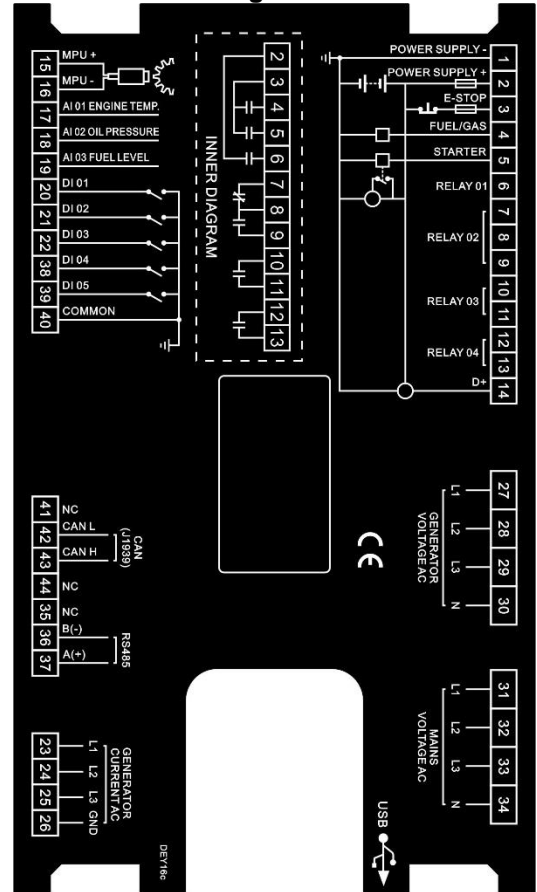 15 MPU +
16 MPU -
17 AI 01 ENGINE TEMP.
18 AI 02 OIL PRESSURE
19 AI 03 FUEL LEVEL
20 DI 01
21 DI 02
22 DI 03
38 DI 04
39 DI 05
40 COMMON
INNER DIAGRAM
2
3
4
5
6
7
8
9
10
11
12
13
POWER SUPPLY - 1
POWER SUPPLY + 2
E-STOP 3
FUEL/GAS 4
STARTER 5
RELAY 01 6
7
RELAY 02 8
9
10
RELAY 03
11
12
RELAY 04
13
D+ 14
41 NC
42 CAN L
43 CAN H
CAN
(J1939)
44 NC
35 NC
36 B(-)
37 A(+)
RS485
23 L1
24 L2
25 L3
26 GND
GENERATOR
CURRENT AC
CE
L1 27
L2 28
L3 29
N 30
GENERATOR
VOLTAGE AC
L1 31
L2 32
L3 33
N 34
MAINS
VOLTAGE AC
USB
DEY16c